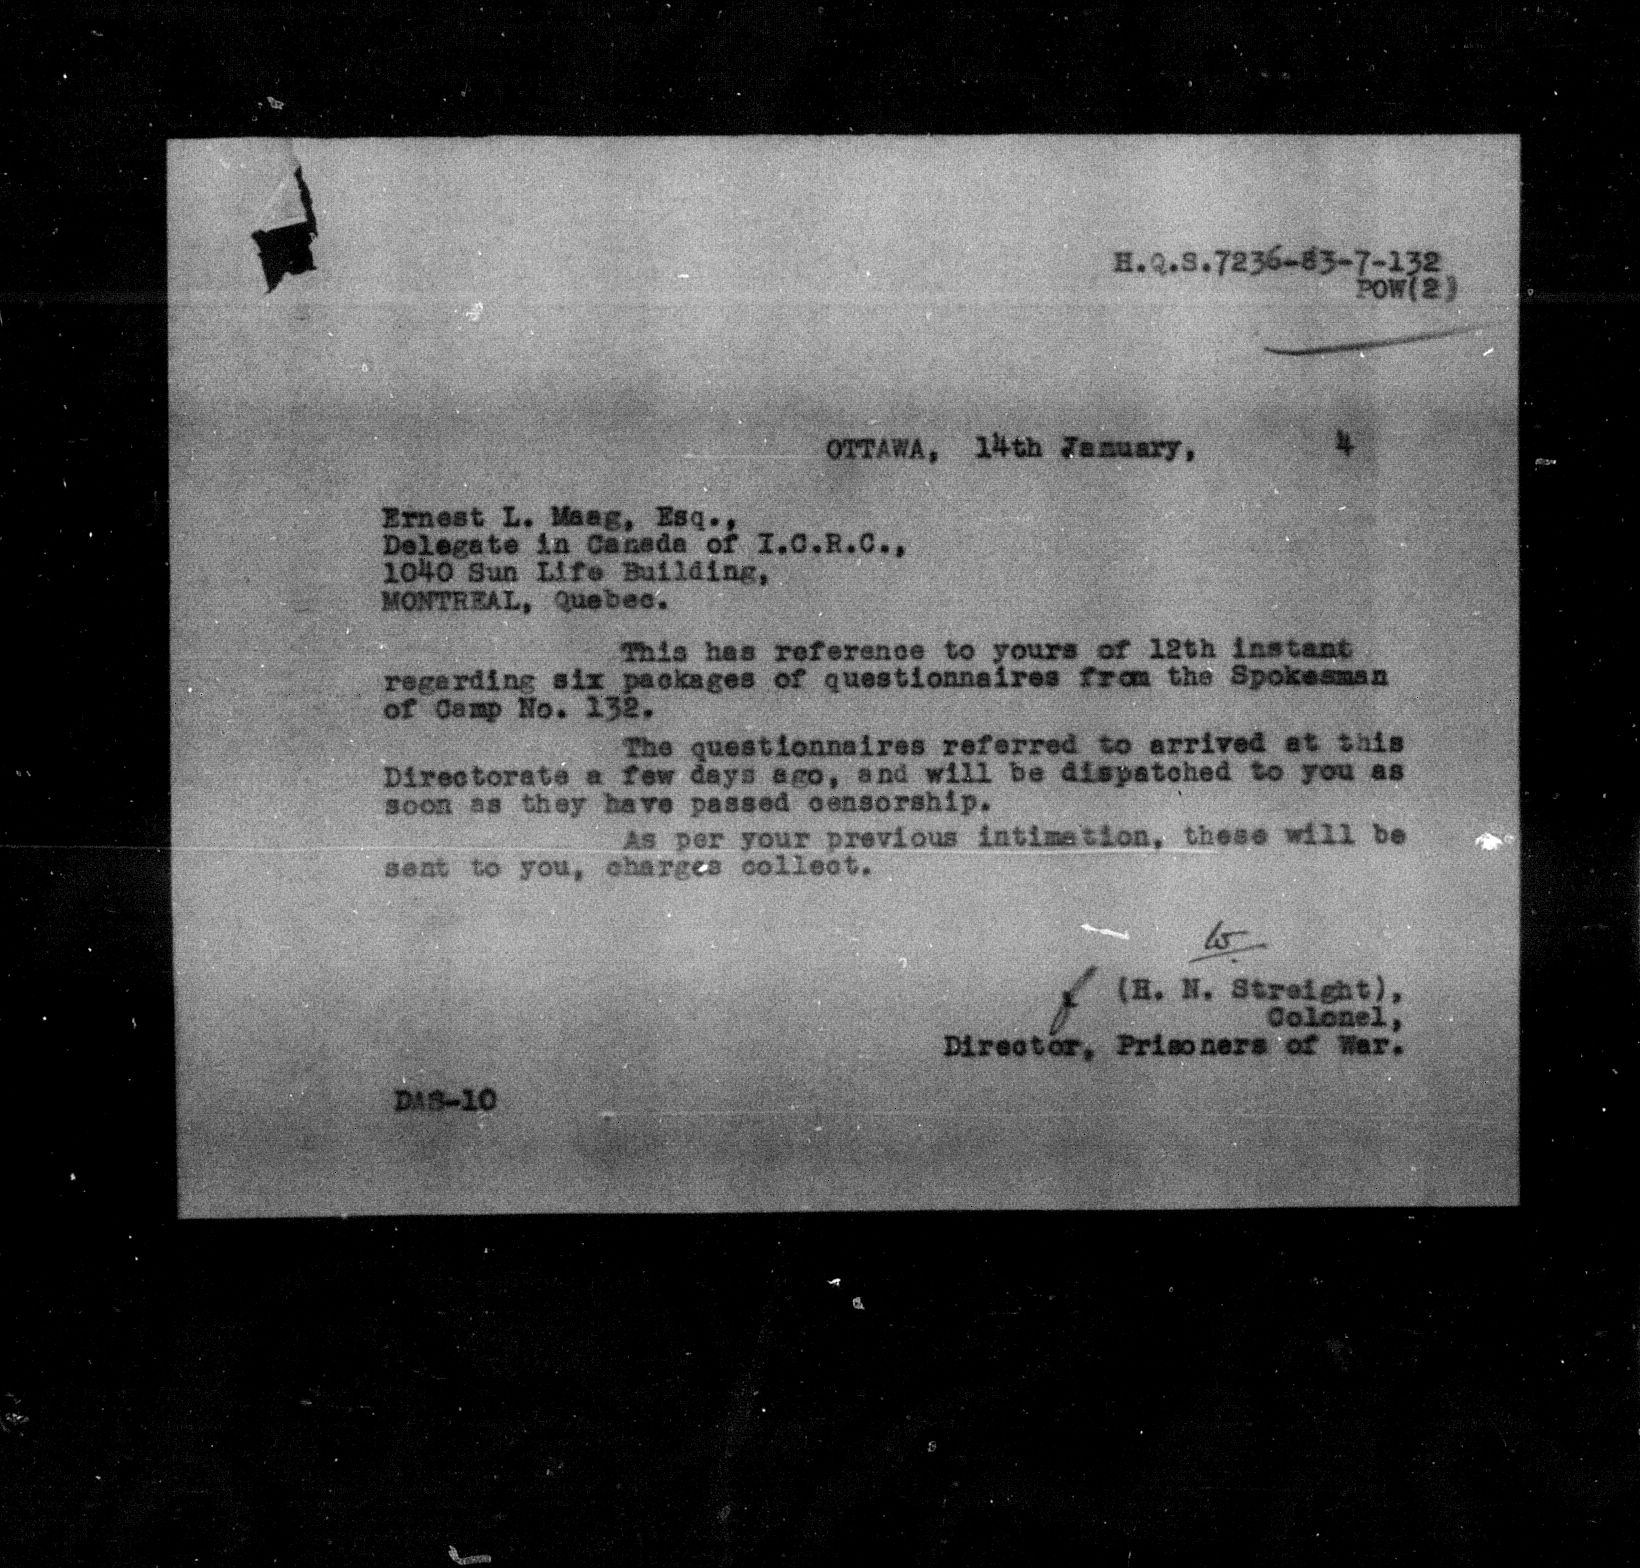 H.Q.S.7236-83-7-132
POW(2)
OTTAWA, 14th January, 4
Ernest L. Maag, Esq.,
Delegate in Canada of I.C.R.C.,
1040 Sun Life Building,
MONTREAL, Quebec.
This has reference to yours of 12th instant
regarding six packages of questionnaires from the Spokesman
of Camp No. 132.
The questionnaires referred to arrived at this
Directorate a few days ago, and will be dispatched to you as
soon as they have passed censorship.
As per your previous intimation, these will be
sent to you, charges collect.
(H. N. Streight),
Colonel,
Director, Prisoners of War.
DAS-10